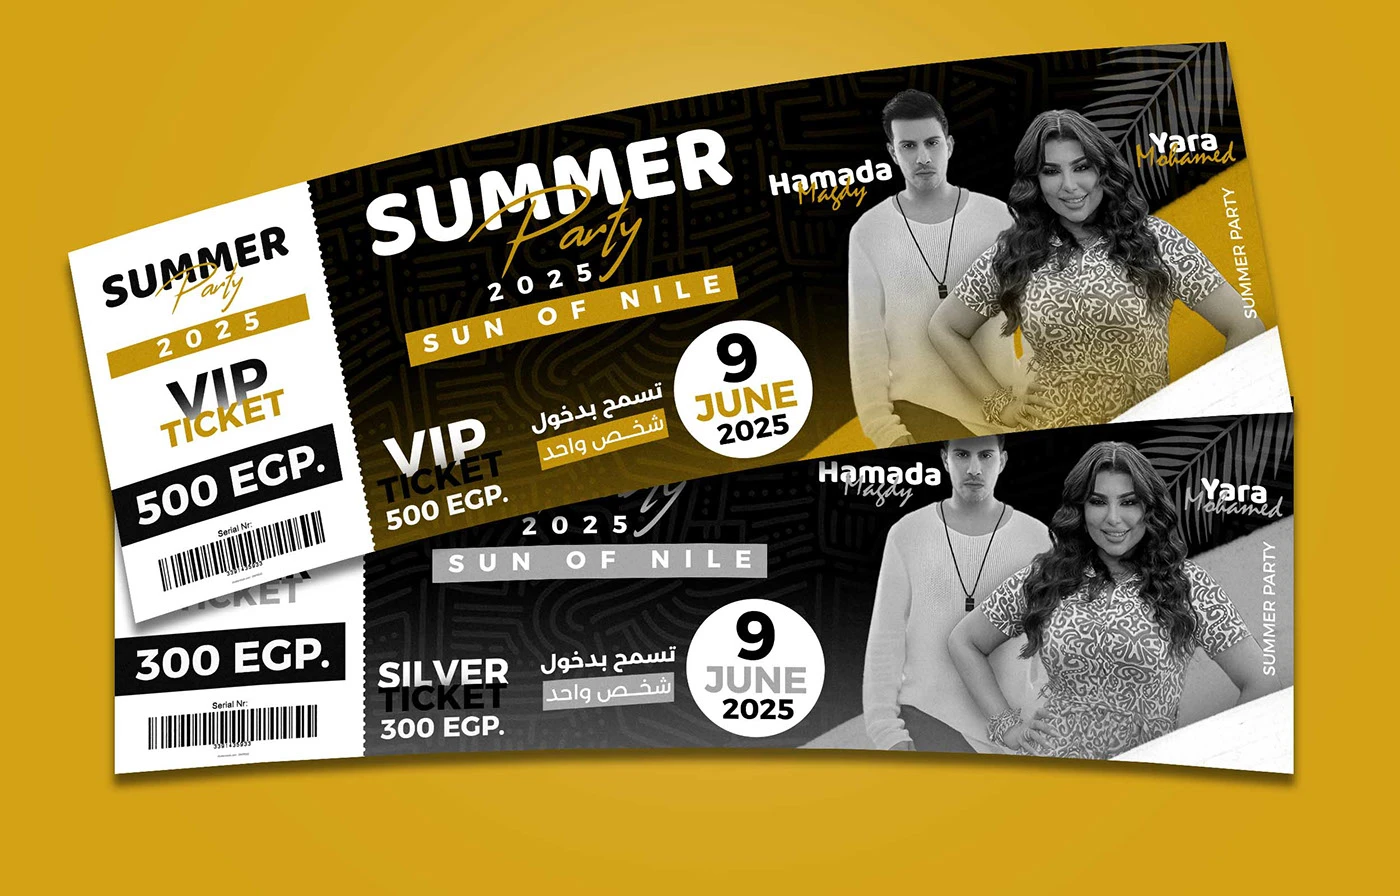 SUMMER
Party
2025
VIP
TICKET
500 EGP.
Serial Nr:
3391435933
SUMMER
Party
2025
SUN OF NILE
VIP
TICKET
500 EGP.
تسمح بدخول
شخص واحد
9
JUNE
2025
Hamada
Magdy
Yara
Mohamed
SUMMER PARTY
TICKET
300 EGP.
Serial Nr:
3391435933
2025
SUN OF NILE
SILVER
TICKET
300 EGP.
تسمح بدخول
شخص واحد
9
JUNE
2025
Hamada
Magdy
Yara
Mohamed
SUMMER PARTY